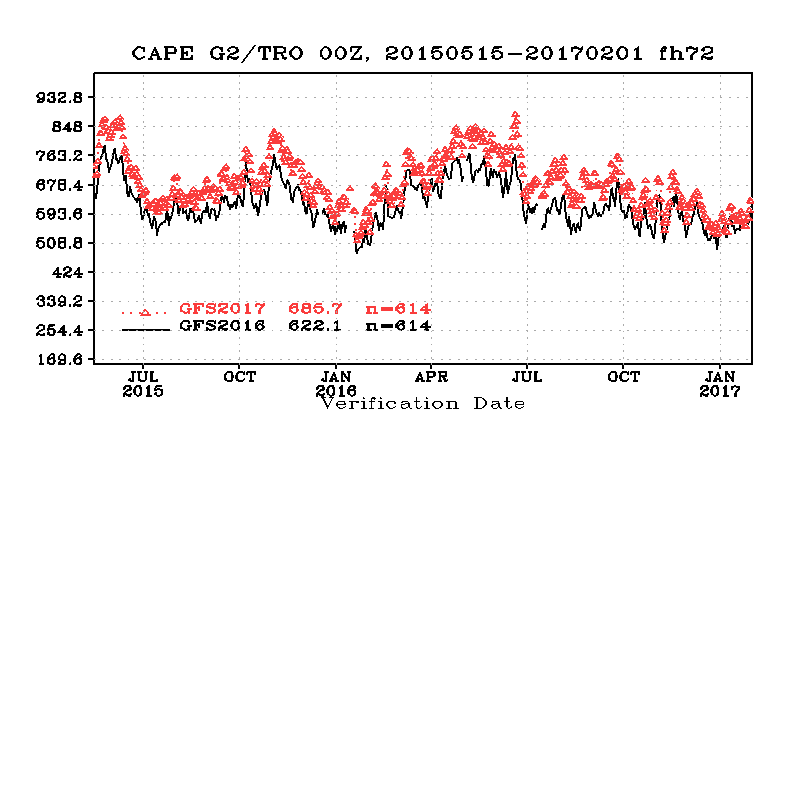 CAPE G2/TRO 00Z, 20150515-20170201 fh72
932.8
848
763.2
678.4
593.6
508.8
424
339.2
254.4
169.6
GFS2017 685.7 n=614
GFS2016 622.1 n=614
JUL OCT JAN APR JUL OCT JAN
2015 2016 2017
Verification Date